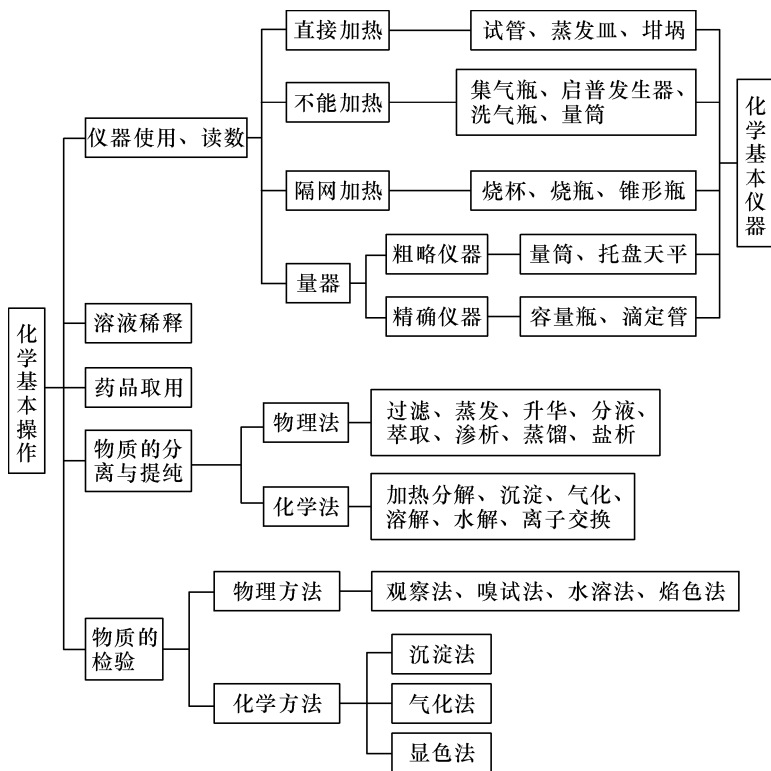 化学基本操作
仪器使用、读数
直接加热
试管、蒸发皿、坩埚
不能加热
集气瓶、启普发生器、
洗气瓶、量筒
隔网加热
烧杯、烧瓶、锥形瓶
量器
粗略仪器
量筒、托盘天平
精确仪器
容量瓶、滴定管
化学基本仪器
溶液稀释
药品取用
物质的分
离与提纯
物理法
过滤、蒸发、升华、分液、
萃取、渗析、蒸馏、盐析
化学法
加热分解、沉淀、气化、
溶解、水解、离子交换
物质的
检验
物理方法
观察法、嗅试法、水溶法、焰色法
化学方法
沉淀法
气化法
显色法